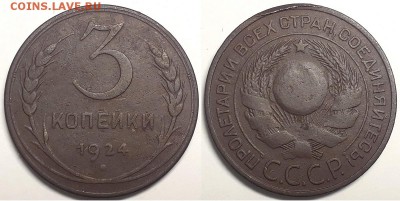 COINS.LAVE.RU
3
КОПЕЙКИ
1924
ПРОЛЕТАРИИ ВСЕХ СТРАН, СОЕДИНЯЙТЕСЬ!
С.С.С.Р.